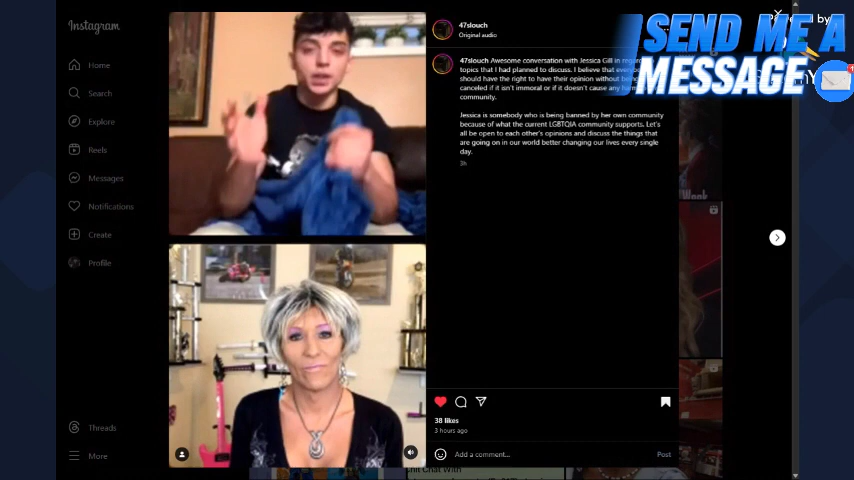 Instagram
Home
Search
Explore
Reels
Messages
Notifications
Create
Profile
Threads
More
47slouch
Original audio
47slouch Awesome conversation with Jessica Gill in
topics that I had planned to discuss. I believe that
should have the right to have their opinion without
canceled if it isn't immoral or if it doesn't cause any
community.
Jessica is somebody who is being banned by her own community
because of what the current LGBTQIA community supports. Let's
all be open to each other's opinions and discuss the things that
are going on in our world better changing our lives every single
day.
3h
38 likes
3 hours ago
Add a comment...
Post
SEND ME A
MESSAGE
by
Chat With